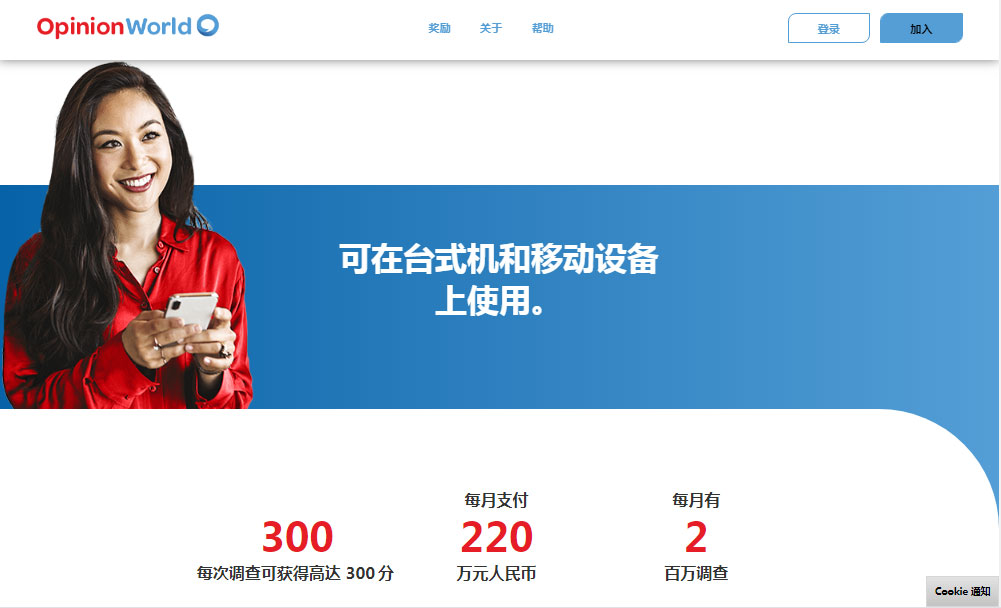 OpinionWorld
奖励
关于
帮助
登录
加入
可在台式机和移动设备
上使用。
300
每次调查可获得高达 300 分
每月支付
220
万元人民币
每月有
2
百万调查
Cookie 通知